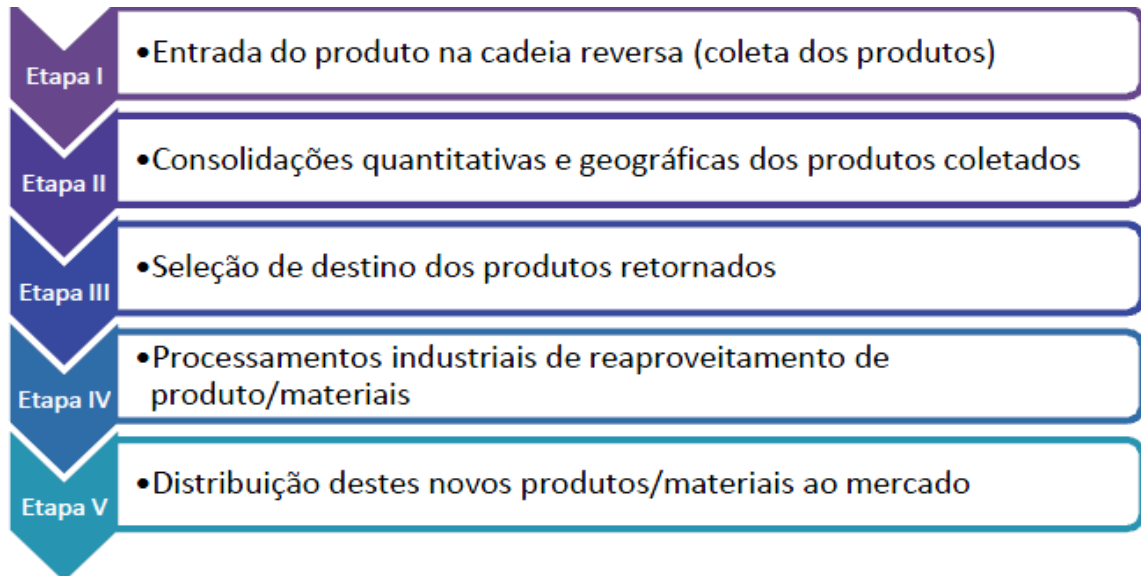 Etapa I
•Entrada do produto na cadeia reversa (coleta dos produtos)
Etapa II
•Consolidações quantitativas e geográficas dos produtos coletados
Etapa III
•Seleção de destino dos produtos retornados
Etapa IV
•Processamentos industriais de reaproveitamento de
produto/materiais
Etapa V
•Distribuição destes novos produtos/materiais ao mercado